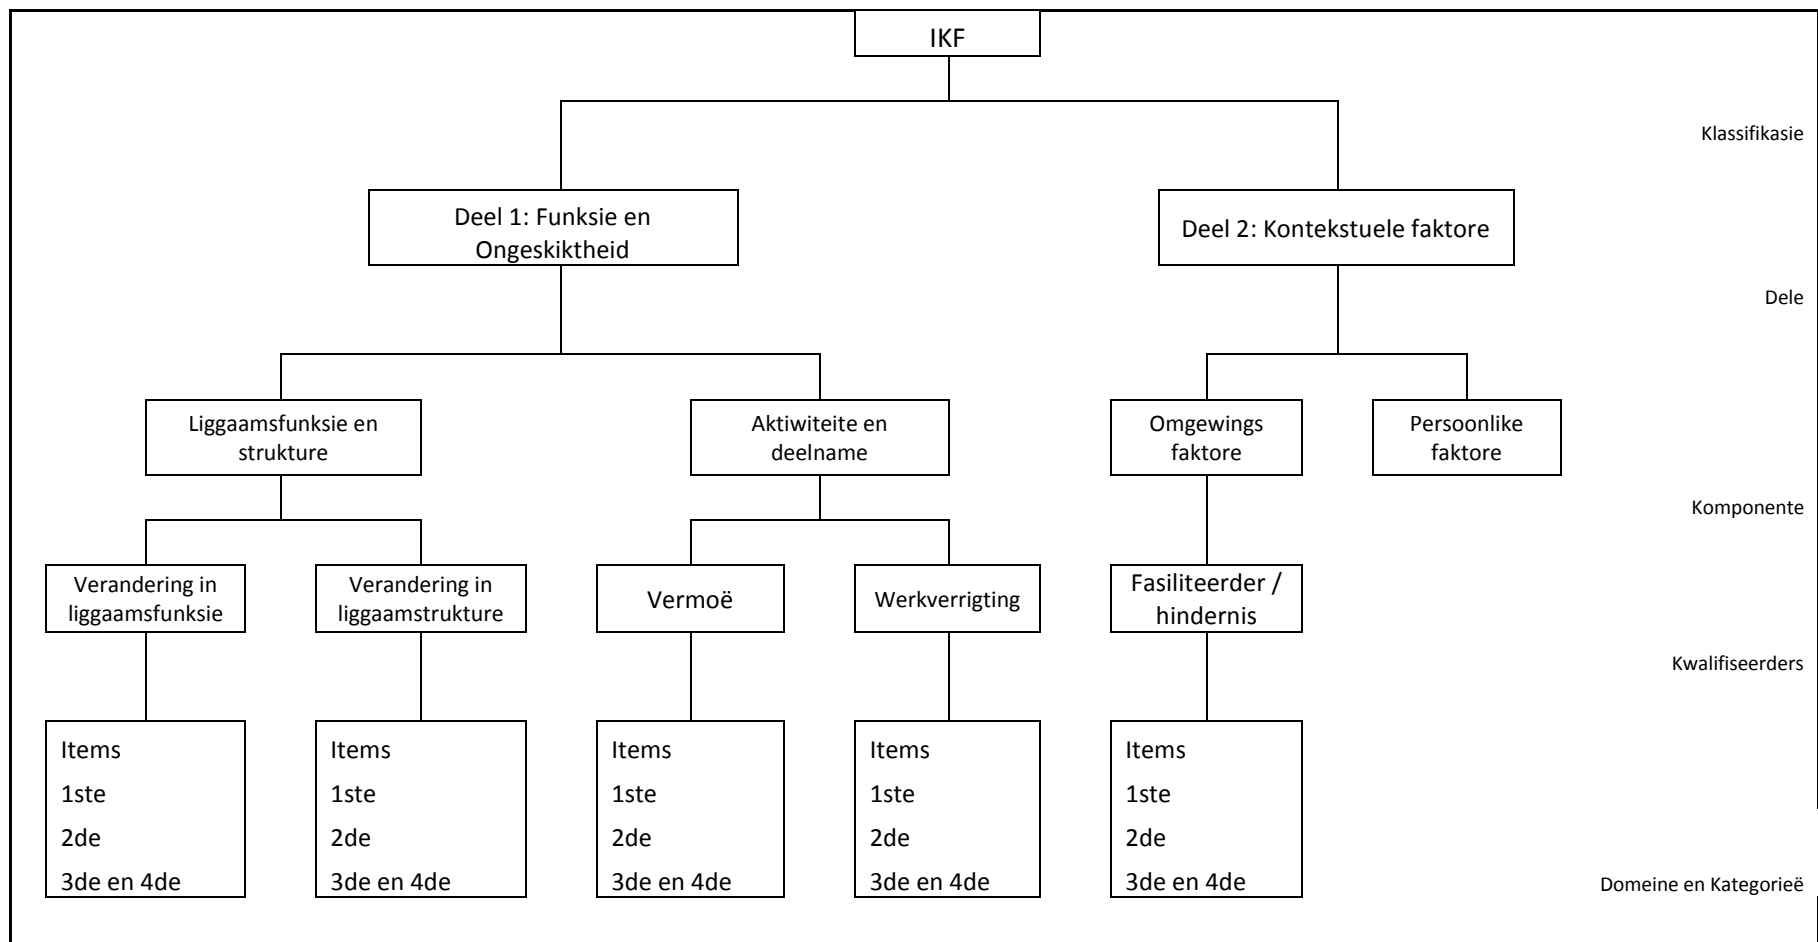 IKF
Klassifikasie
Deel 1: Funksie en
Ongeskiktheid
Deel 2: Kontekstuele faktore
Dele
Liggaamsfunksie en
strukture
Aktiwiteite en
deelname
Omgewings
faktore
Persoonlike
faktore
Komponente
Verandering in
liggaamsfunksie
Verandering in
liggaamstrukture
Vermoë
Werkverrigting
Fasiliteerder /
hindernis
Kwalifiseerders
Items
1ste
2de
3de en 4de
Items
1ste
2de
3de en 4de
Items
1ste
2de
3de en 4de
Items
1ste
2de
3de en 4de
Items
1ste
2de
3de en 4de
Domeine en Kategorieë